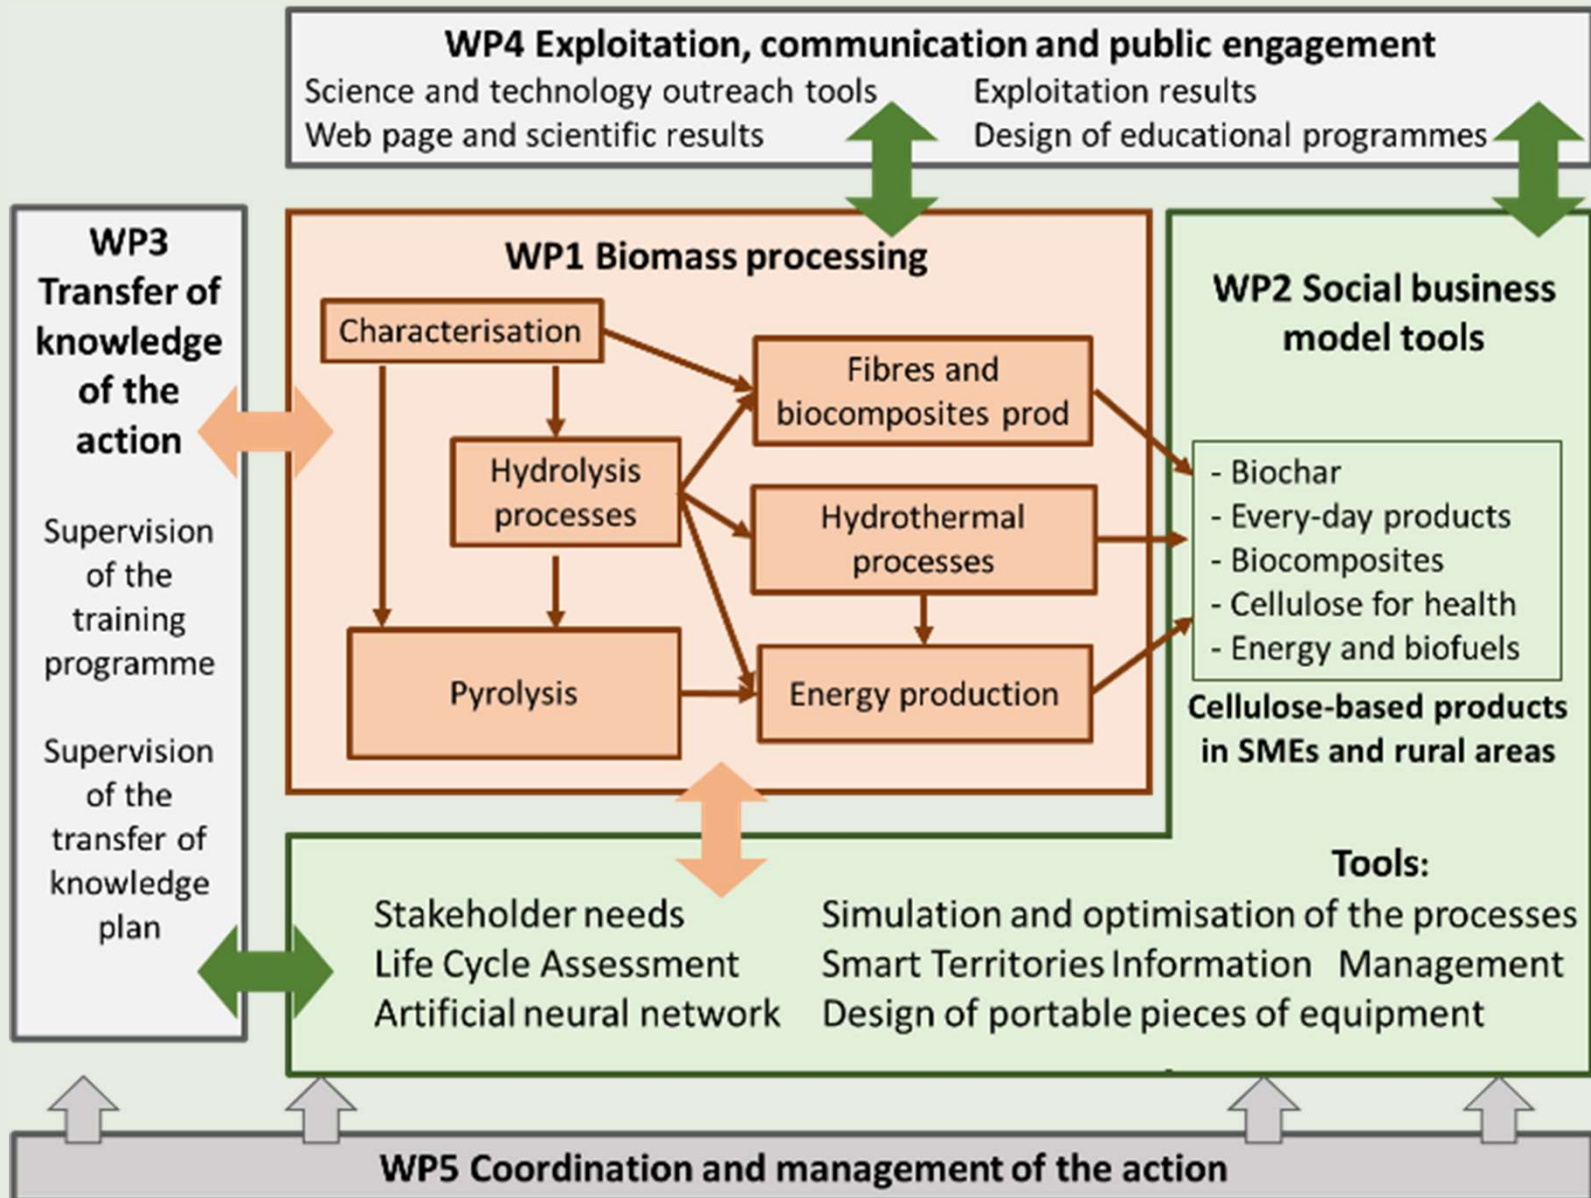 WP4 Exploitation, communication and public engagement
Science and technology outreach tools
Web page and scientific results
Exploitation results
Design of educational programmes
WP3
Transfer of
knowledge
of the
action
Supervision
of the
training
programme
Supervision
of the
transfer of
knowledge
plan
WP1 Biomass processing
Characterisation
Hydrolysis
processes
Pyrolysis
Fibres and
biocomposites prod
Hydrothermal
processes
Energy production
WP2 Social business
model tools
- Biochar
- Every-day products
- Biocomposites
- Cellulose for health
- Energy and biofuels
Cellulose-based products
in SMEs and rural areas
Tools:
Stakeholder needs
Life Cycle Assessment
Artificial neural network
Simulation and optimisation of the processes
Smart Territories Information Management
Design of portable pieces of equipment
WP5 Coordination and management of the action